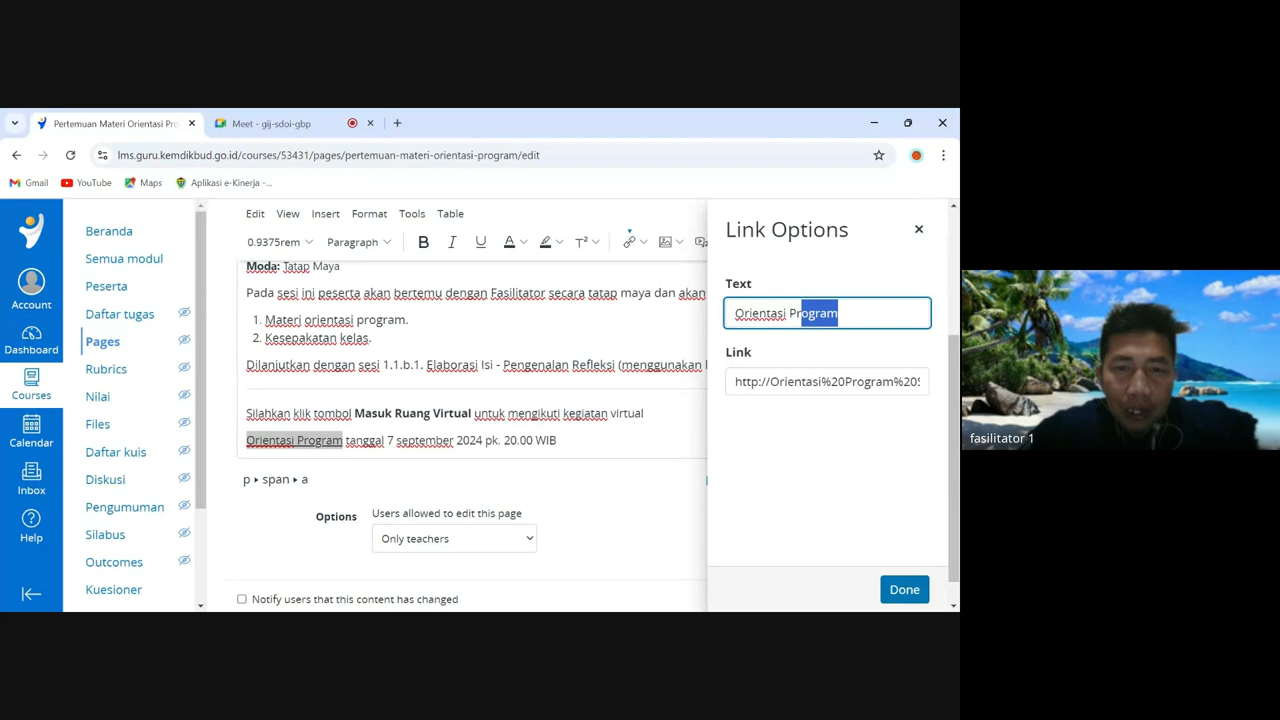 Pertemuan Materi Orientasi Pro
Meet - gij-sdoi-gbp
lms.guru.kemdikbud.go.id/courses/53431/pages/pertemuan-materi-orientasi-program/edit
Gmail
YouTube
Maps
Aplikasi e-Kinerja -...
Account
Dashboard
Courses
Calendar
Inbox
Help
Beranda
Semua modul
Peserta
Daftar tugas
Pages
Rubrics
Nilai
Files
Daftar kuis
Diskusi
Pengumuman
Silabus
Outcomes
Kuesioner
Edit View Insert Format Tools Table
0.9375rem Paragraph B I U A T²
Moda: Tatap Maya
Pada sesi ini peserta akan bertemu dengan Fasilitator secara tatap maya dan akan
1. Materi orientasi program.
2. Kesepakatan kelas.
Dilanjutkan dengan sesi 1.1.b.1. Elaborasi Isi - Pengenalan Refleksi (menggunakan
Silahkan klik tombol Masuk Ruang Virtual untuk mengikuti kegiatan virtual
Orientasi Program tanggal 7 september 2024 pk. 20.00 WIB
p ▸ span ▸ a
Options
Users allowed to edit this page
Only teachers
Notify users that this content has changed
Link Options
Text
Orientasi Program
Link
http://Orientasi%20Program%20
Done
fasilitator 1